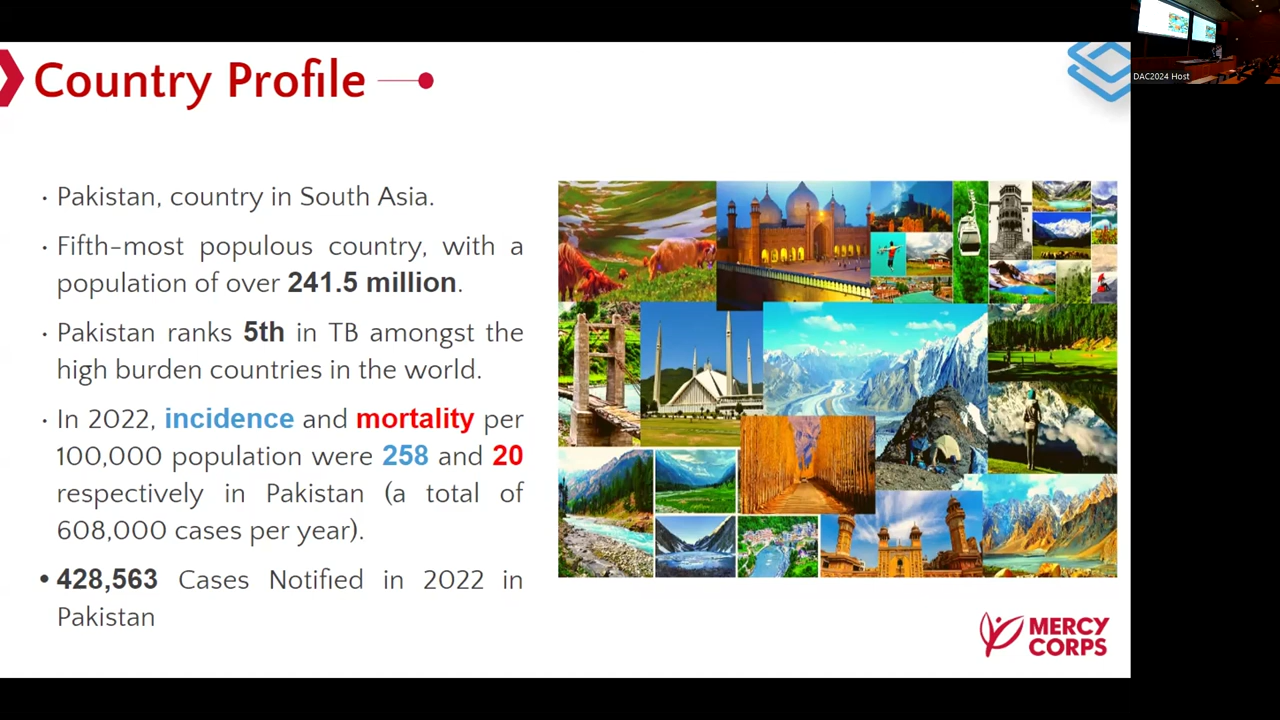 Country Profile
· Pakistan, country in South Asia.
· Fifth-most populous country, with a
population of over 241.5 million.
· Pakistan ranks 5th in TB amongst the
high burden countries in the world.
· In 2022, incidence and mortality per
100,000 population were 258 and 20
respectively in Pakistan (a total of
608,000 cases per year).
• 428,563 Cases Notified in 2022 in
Pakistan
MERCY
CORPS
DAC2024 Host